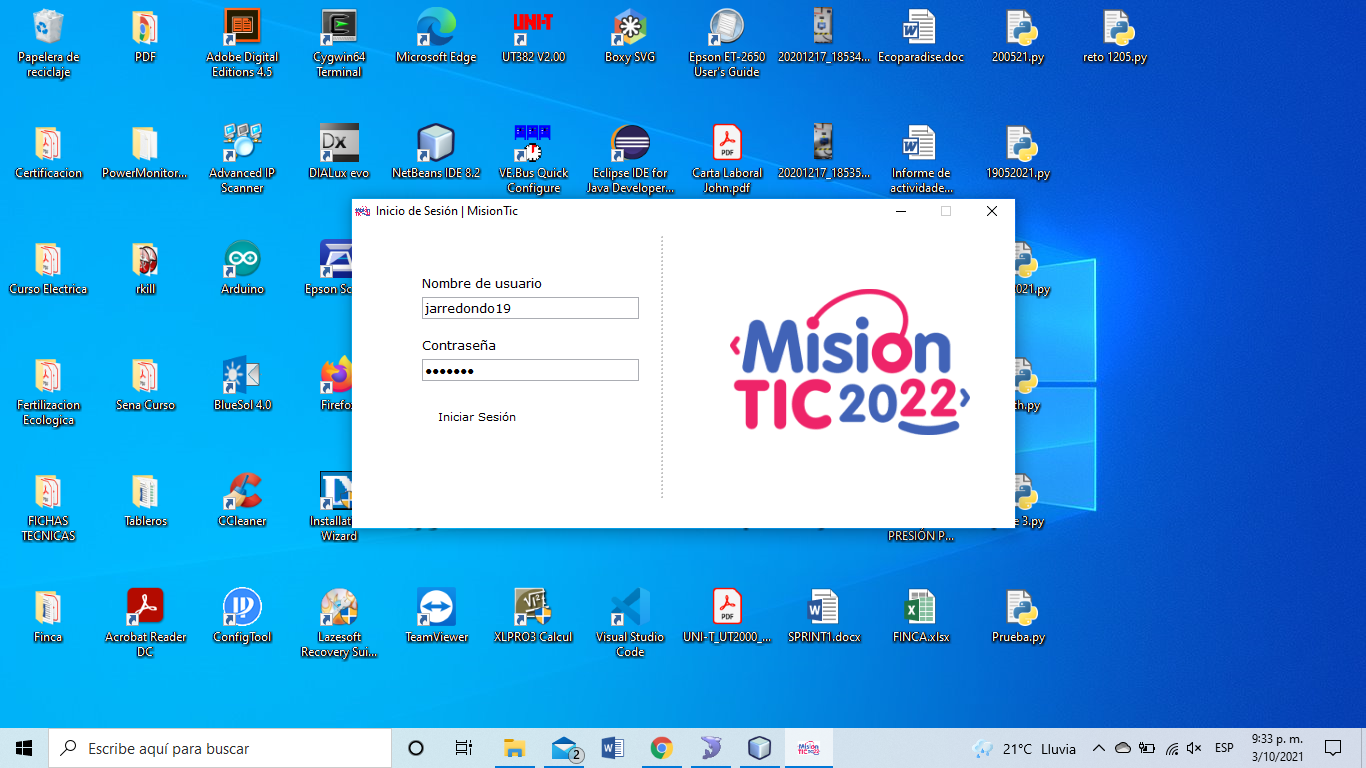 Papelera de
reciclaje
PDF
Adobe Digital
Editions 4.5
Cygwin64
Terminal
Microsoft Edge
UNI-T
UT382 V2.00
Boxy SVG
Epson ET-2650
User's Guide
20201217_18534...
Ecoparadise.doc
200521.py
reto 1205.py
Certificacion
PowerMonitor...
Advanced IP
Scanner
Dx
DIALux evo
NetBeans IDE 8.2
VE.Bus Quick
Configure
Eclipse IDE for
Java Developer...
PDF
Carta Laboral
John.pdf
20201217_18535...
Informe de
actividade...
19052021.py
Inicio de Sesión | MisionTic
Nombre de usuario
jarredondo19
Contraseña
•••••••
Iniciar Sesión
Misión
TIC 2022
Curso Electrica
rkill
Arduino
Epson Sc
021.py
Fertilizacion
Ecologica
Sena Curso
BlueSol 4.0
Firefox
th.py
FICHAS
TECNICAS
Tableros
CCleaner
Installat
Wizard
PRESIÓN P...
e 3.py
Finca
Acrobat Reader
DC
ConfigTool
Lazesoft
Recovery Sui...
TeamViewer
XLPRO3 Calcul
Visual Studio
Code
PDF
UNI-T_UT2000_...
SPRINT1.docx
FINCA.xlsx
Prueba.py
Escribe aquí para buscar
2
Misión
TIC 2022
21°C Lluvia
ESP
9:33 p. m.
3/10/2021